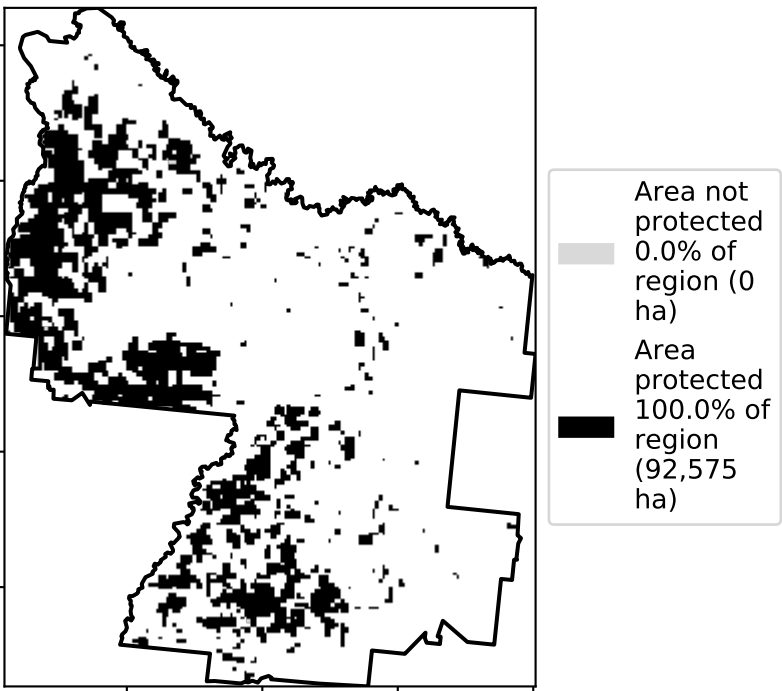 Area not
protected
0.0% of
region (0
ha)
Area
protected
100.0% of
region
(92,575
ha)